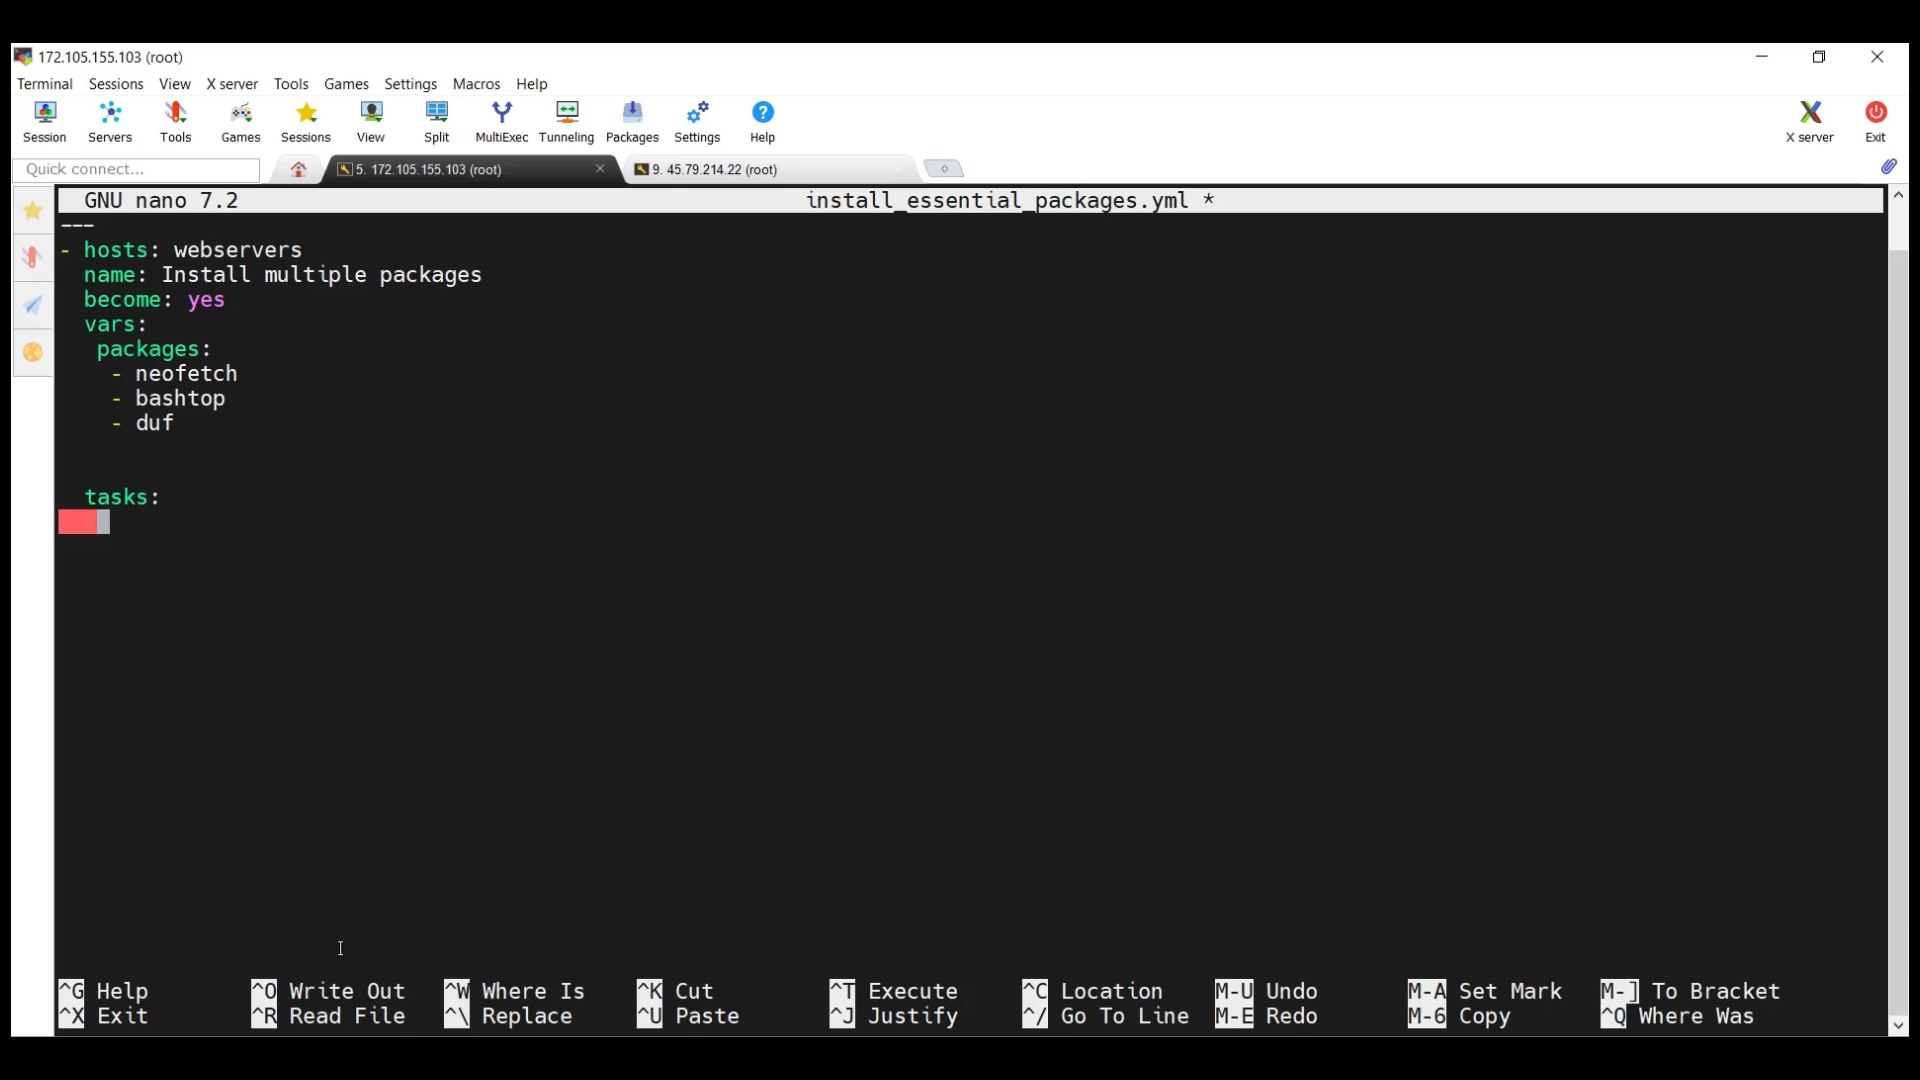 172.105.155.103 (root)
Terminal Sessions View X server Tools Games Settings Macros Help
Session Servers Tools Games Sessions View Split MultiExec Tunneling Packages Settings Help X server Exit
Quick connect... 5. 172.105.155.103 (root) 9. 45.79.214.22 (root)
GNU nano 7.2 install_essential_packages.yml *
---
- hosts: webservers
  name: Install multiple packages
  become: yes
  vars:
   packages:
    - neofetch
    - bashtop
    - duf
  tasks:
^G Help ^O Write Out ^W Where Is ^K Cut ^T Execute ^C Location M-U Undo M-A Set Mark M-] To Bracket
^X Exit ^R Read File ^\ Replace ^U Paste ^J Justify ^/ Go To Line M-E Redo M-6 Copy ^Q Where Was